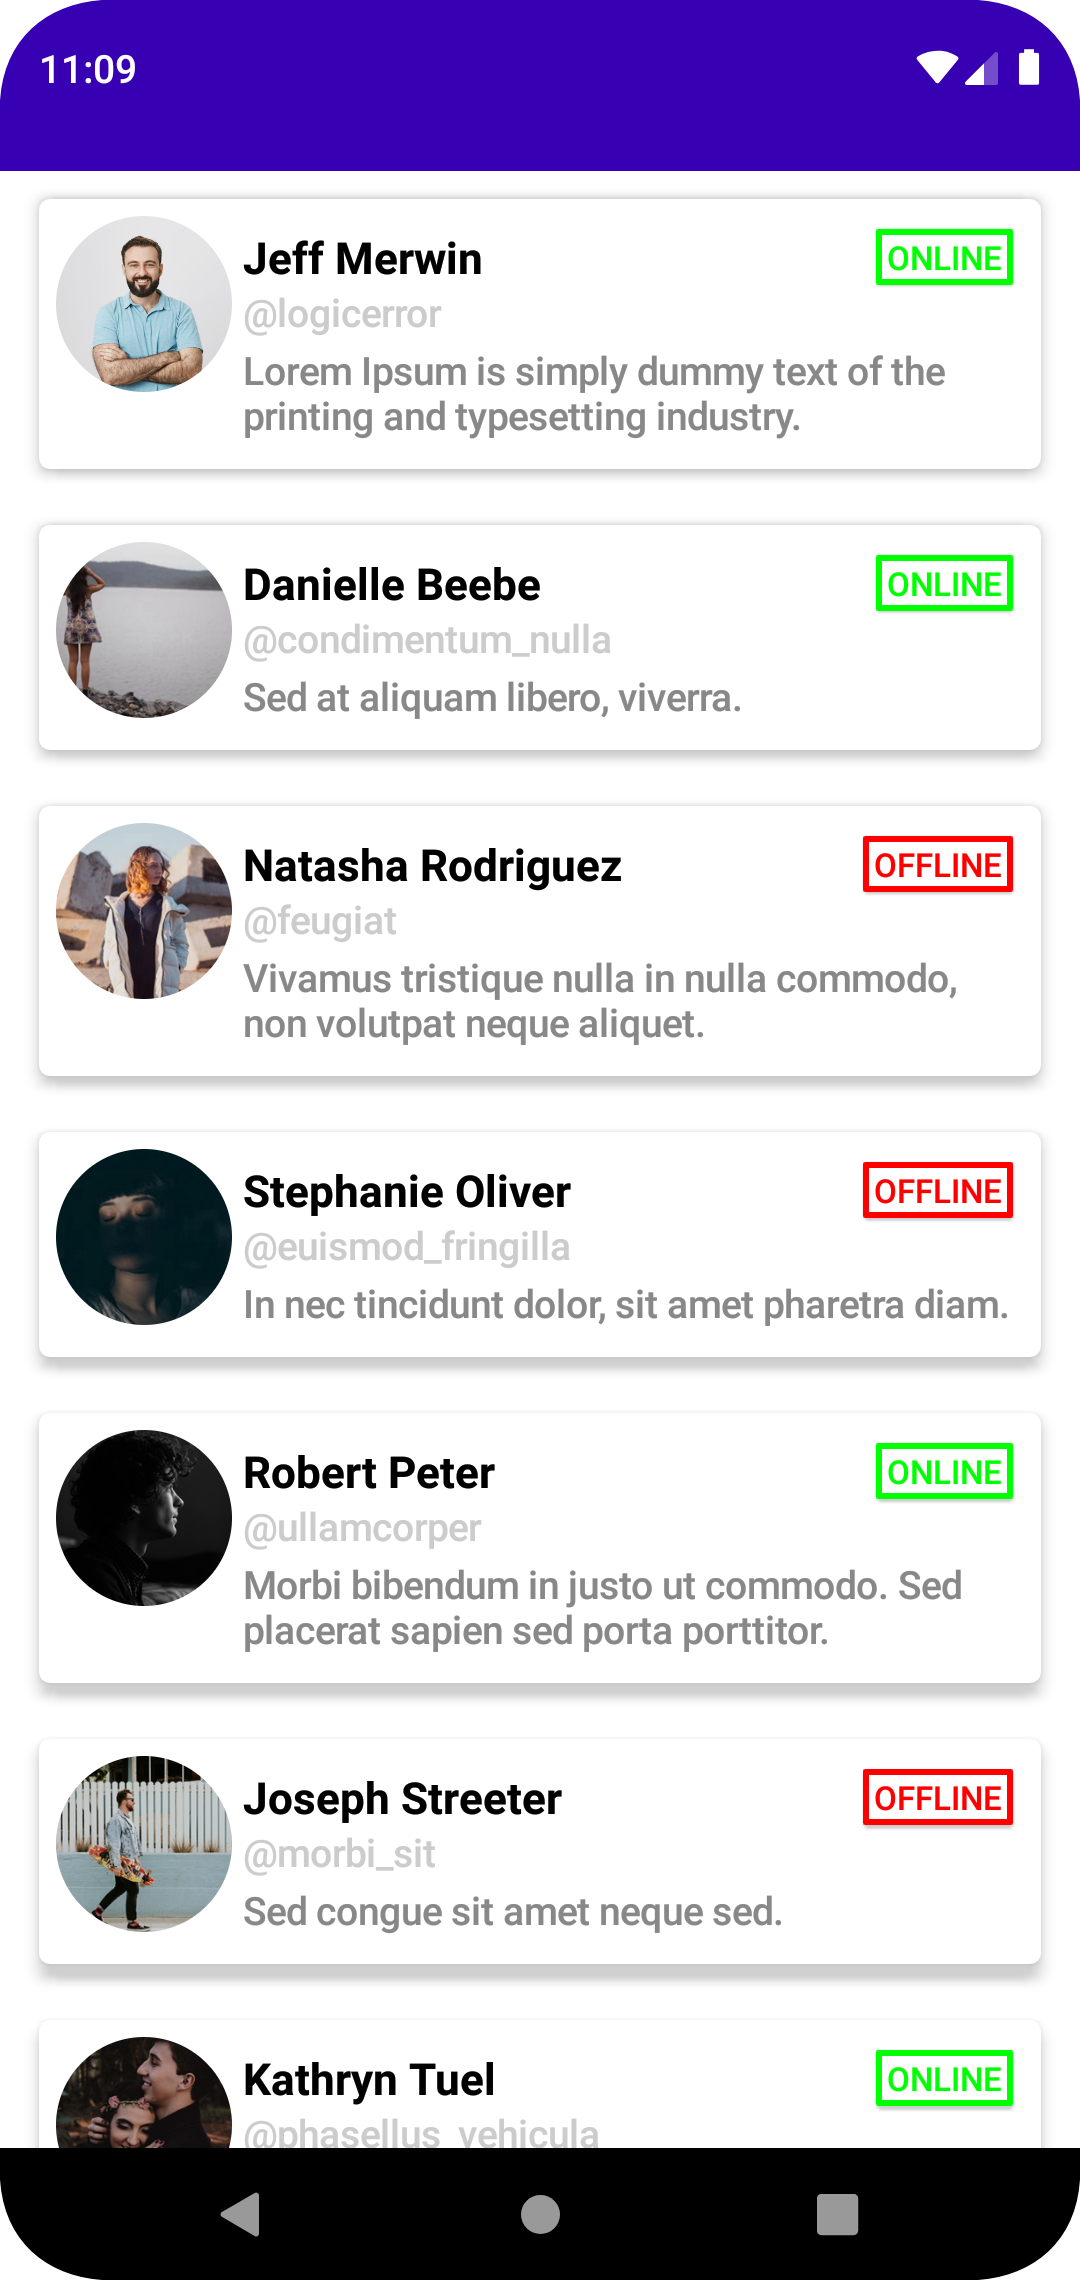 11:09
Jeff Merwin
ONLINE
@logicerror
Lorem Ipsum is simply dummy text of the
printing and typesetting industry.
Danielle Beebe
ONLINE
@condimentum_nulla
Sed at aliquam libero, viverra.
Natasha Rodriguez
OFFLINE
@feugiat
Vivamus tristique nulla in nulla commodo,
non volutpat neque aliquet.
Stephanie Oliver
OFFLINE
@euismod_fringilla
In nec tincidunt dolor, sit amet pharetra diam.
Robert Peter
ONLINE
@ullamcorper
Morbi bibendum in justo ut commodo. Sed
placerat sapien sed porta porttitor.
Joseph Streeter
OFFLINE
@morbi_sit
Sed congue sit amet neque sed.
Kathryn Tuel
ONLINE
@phasellus_vehicula